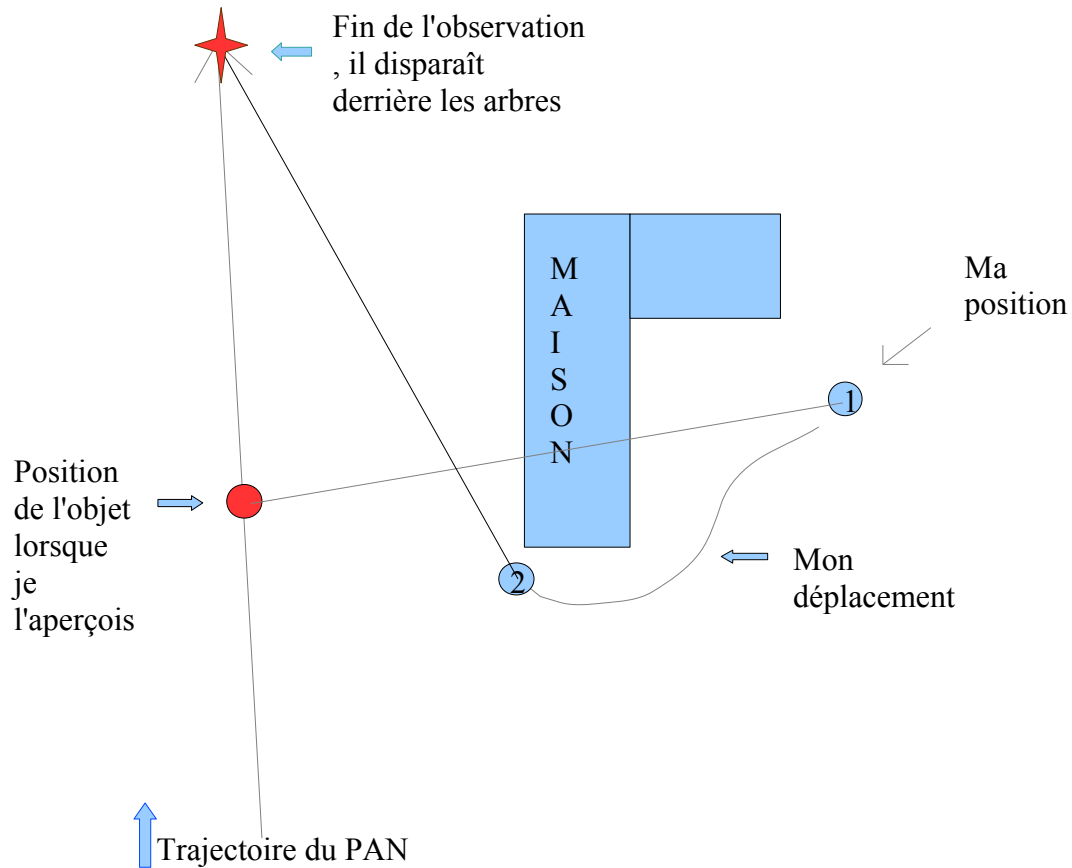 Fin de l'observation
, il disparaît
derrière les arbres
M
A
I
S
O
N
Ma
position
1
Position
de l'objet
lorsque
je
l'aperçois
2
Mon
déplacement
Trajectoire du PAN